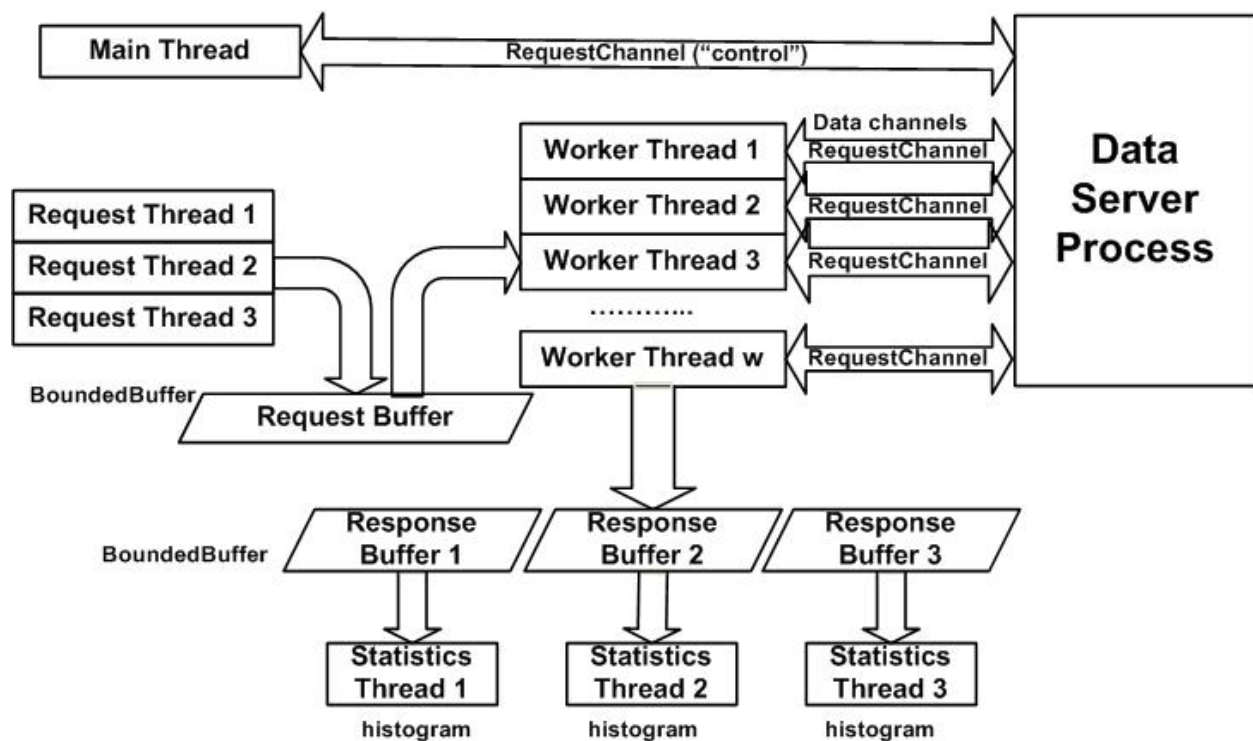 Main Thread
RequestChannel (“control”)
Data channels
Worker Thread 1
RequestChannel
Data
Server
Process
Request Thread 1
Worker Thread 2
RequestChannel
Request Thread 2
Worker Thread 3
RequestChannel
Request Thread 3
............
Worker Thread w
RequestChannel
BoundedBuffer
Request Buffer
BoundedBuffer
Response
Buffer 1
Response
Buffer 2
Response
Buffer 3
Statistics
Thread 1
Statistics
Thread 2
Statistics
Thread 3
histogram
histogram
histogram